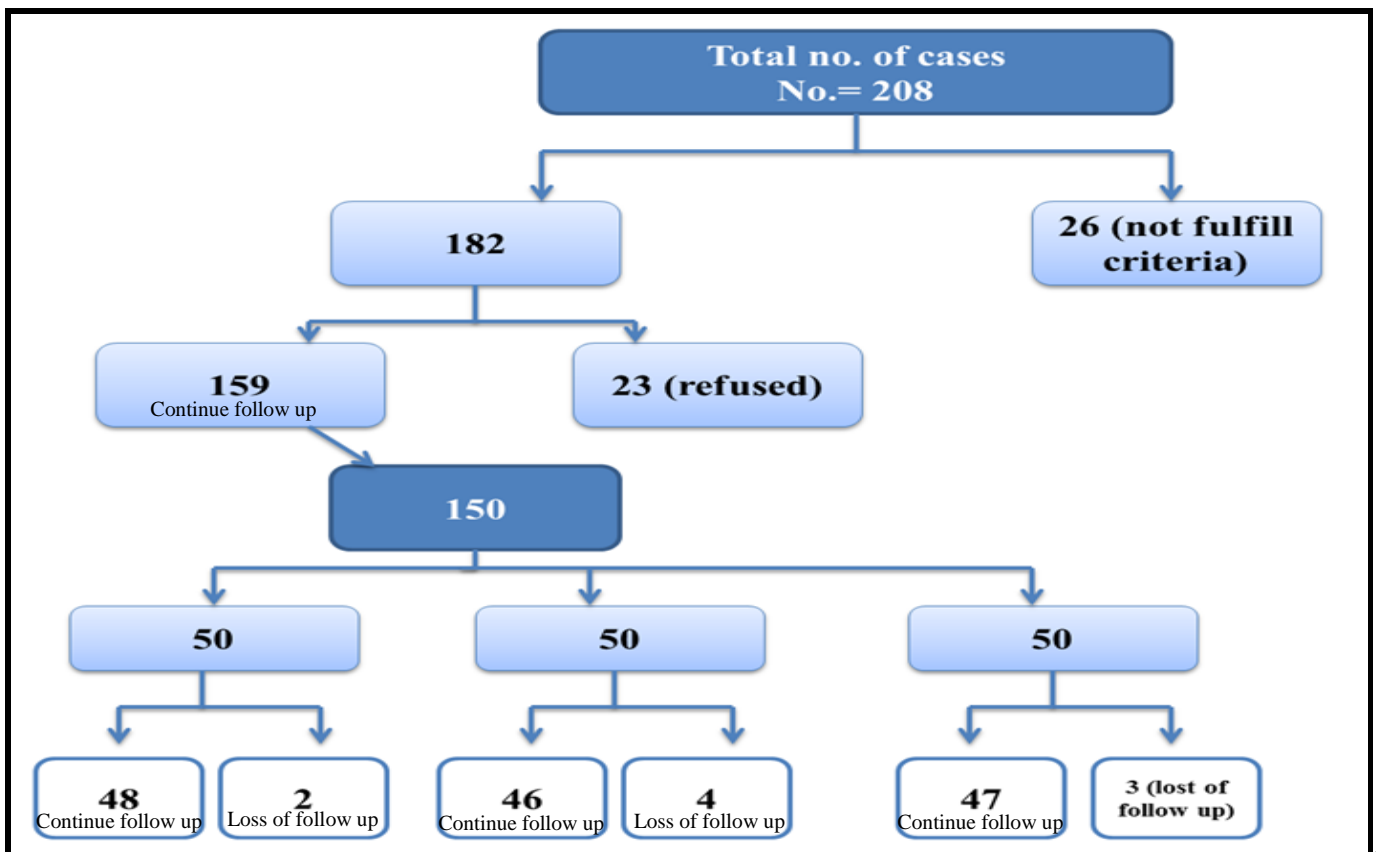 Total no. of cases
No.= 208
182
26 (not fulfill
criteria)
159
Continue follow up
23 (refused)
150
50
50
50
48
Continue follow up
2
Loss of follow up
46
Continue follow up
4
Loss of follow up
47
Continue follow up
3 (lost of
follow up)